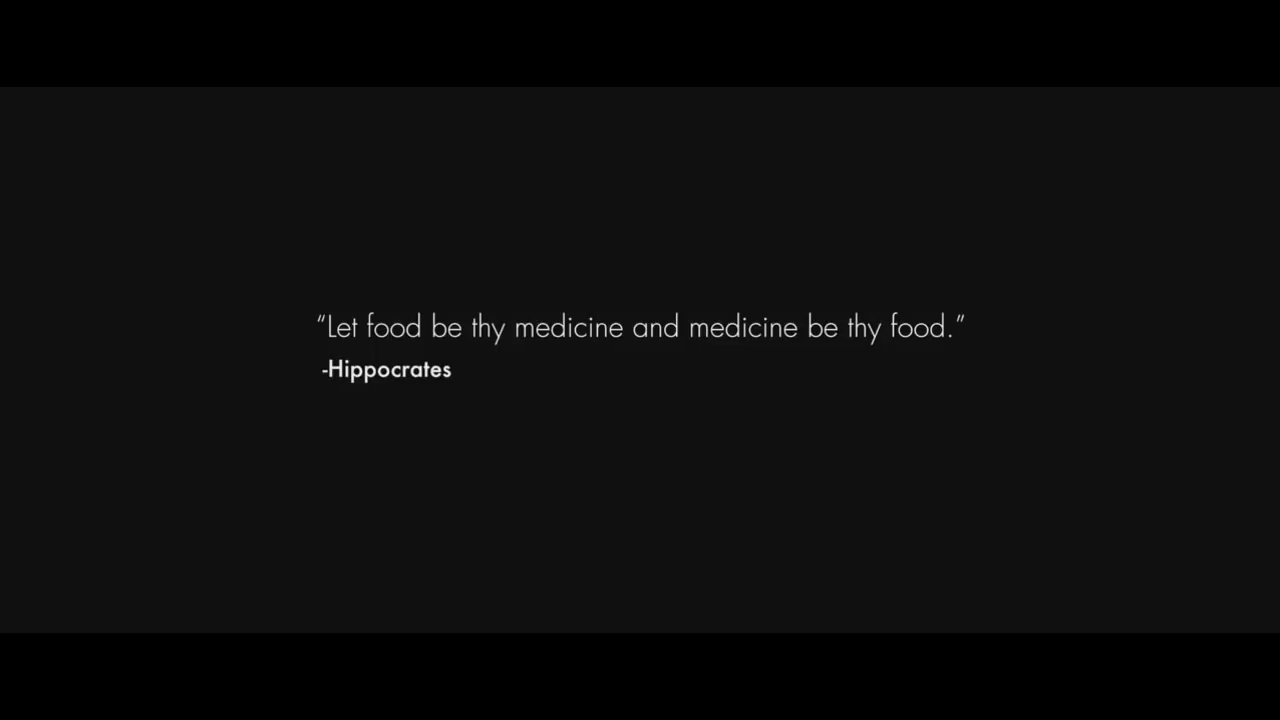 “Let food be thy medicine and medicine be thy food.”
-Hippocrates